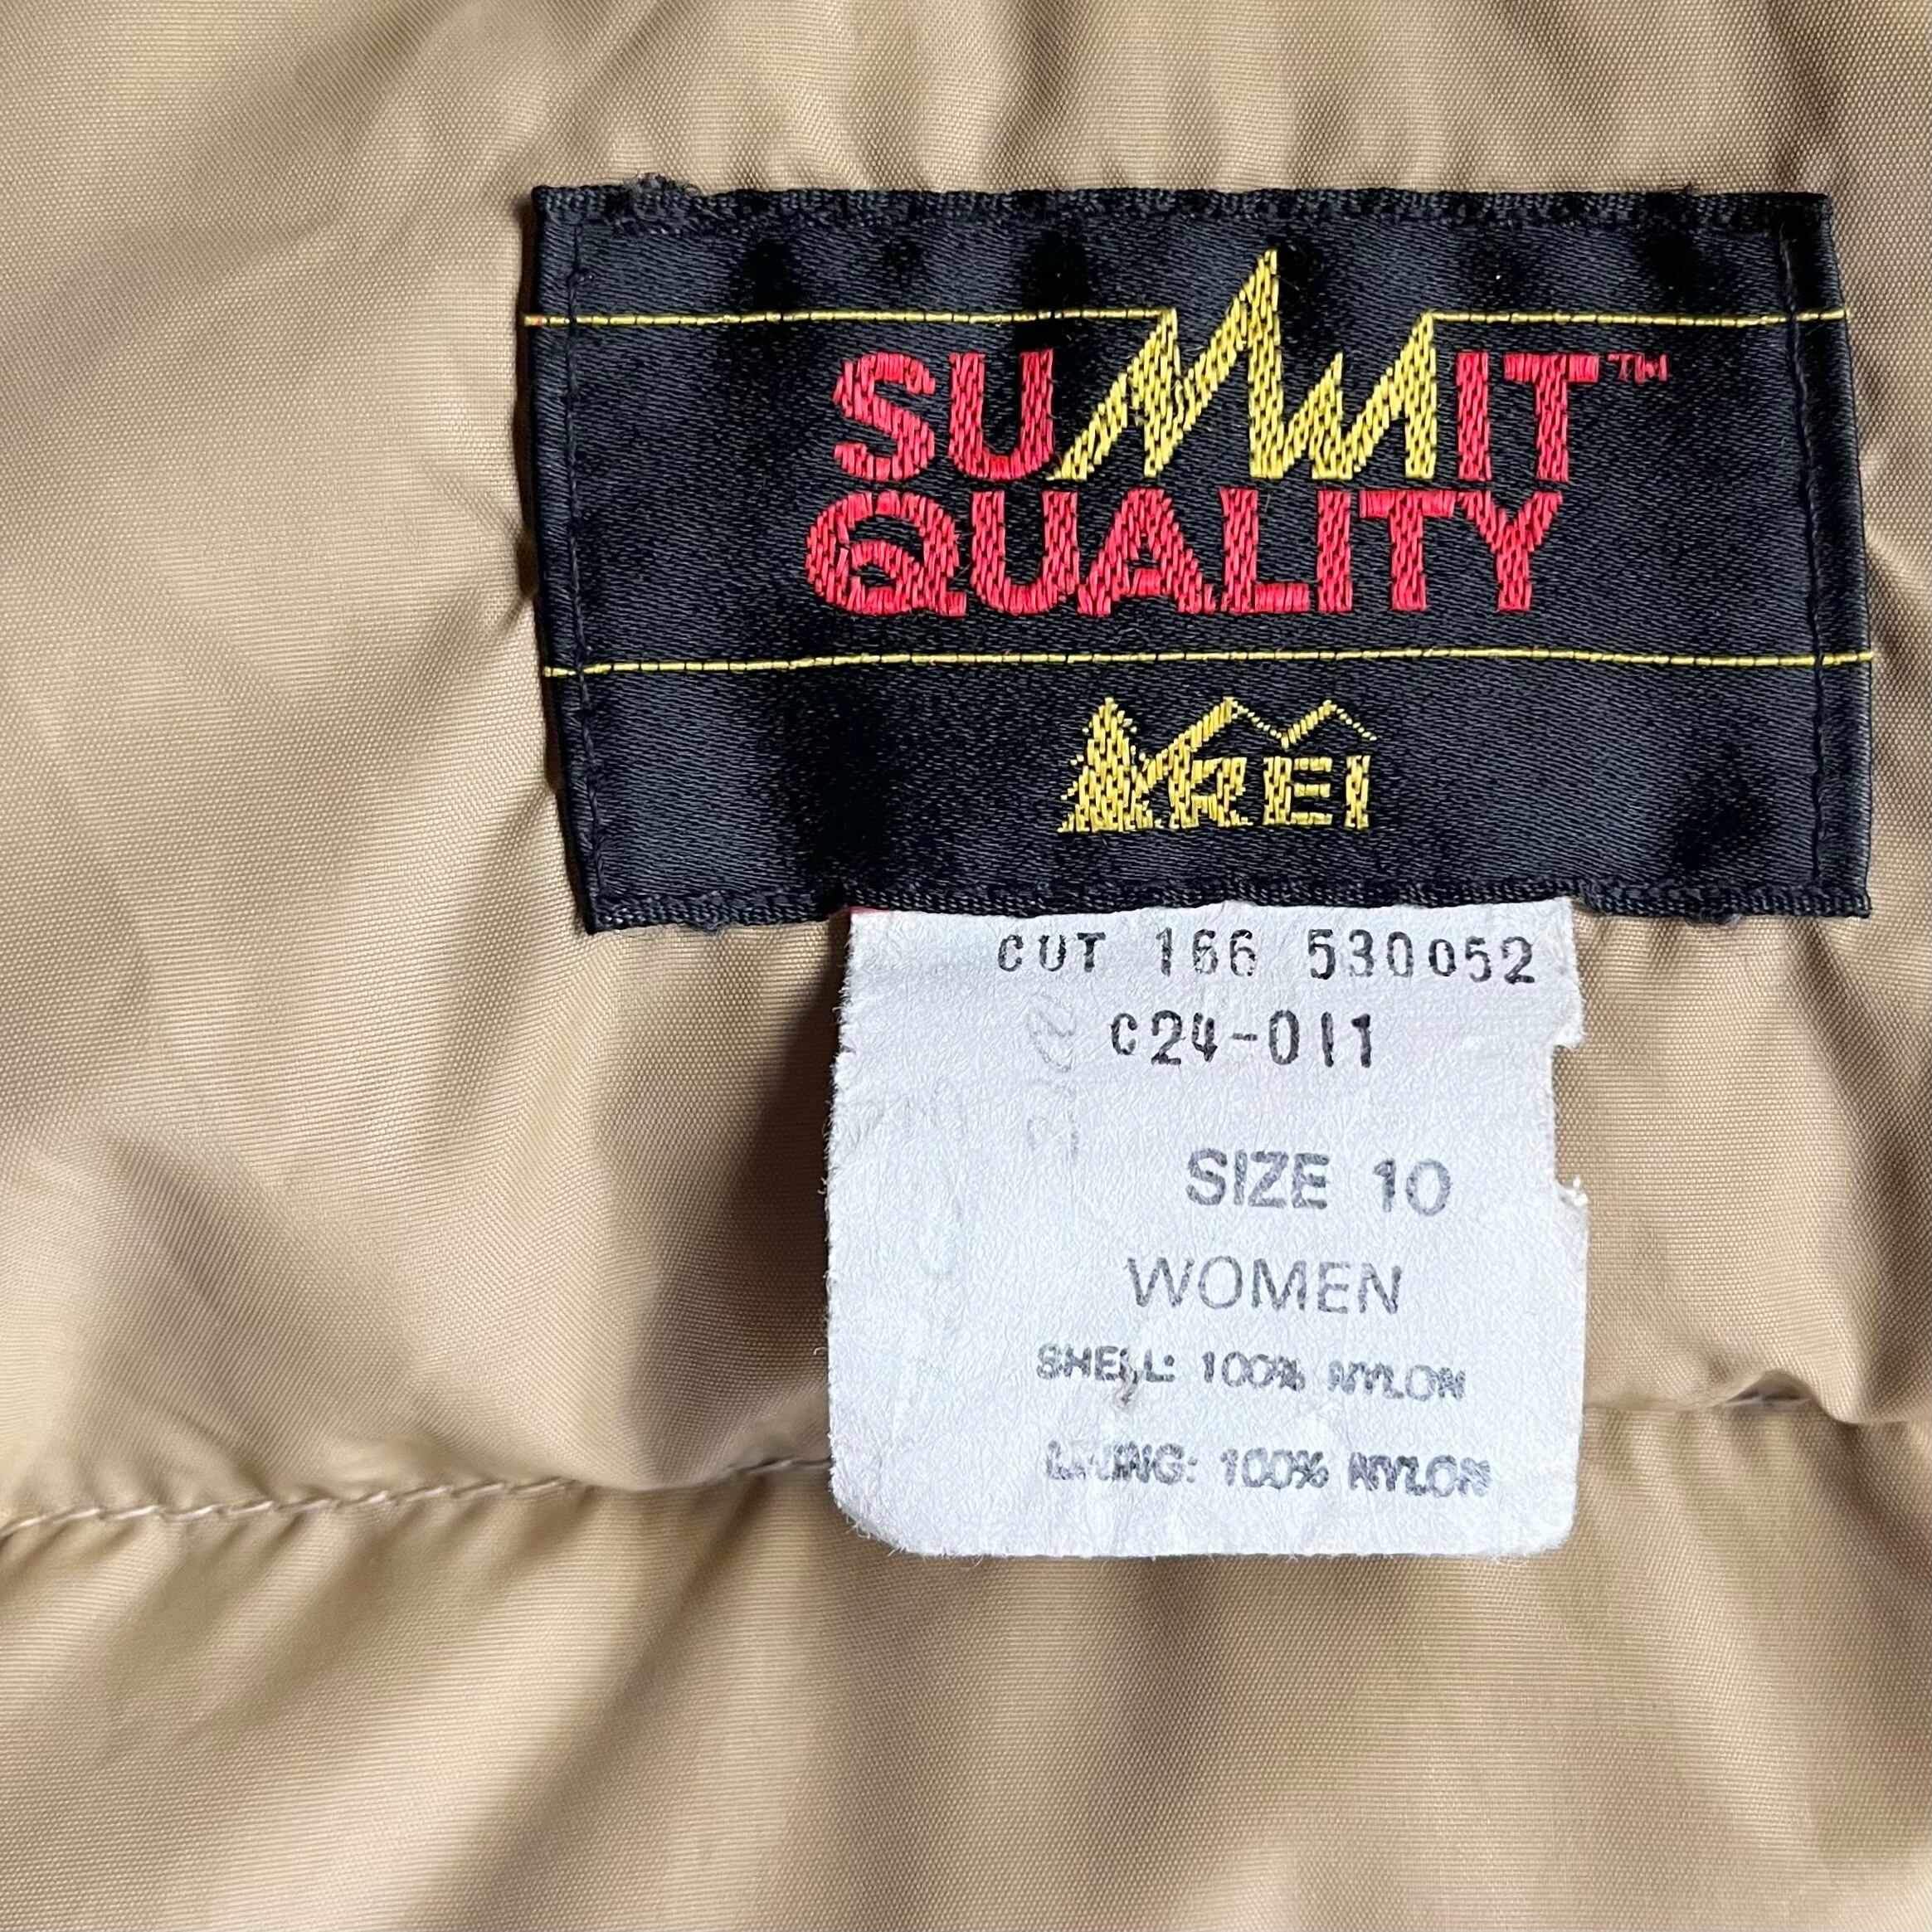 SUMMIT™
QUALITY
REI
CUT 166 530052
C24-011
SIZE 10
WOMEN
SHELL: 100% NYLON
LINING: 100% NYLON